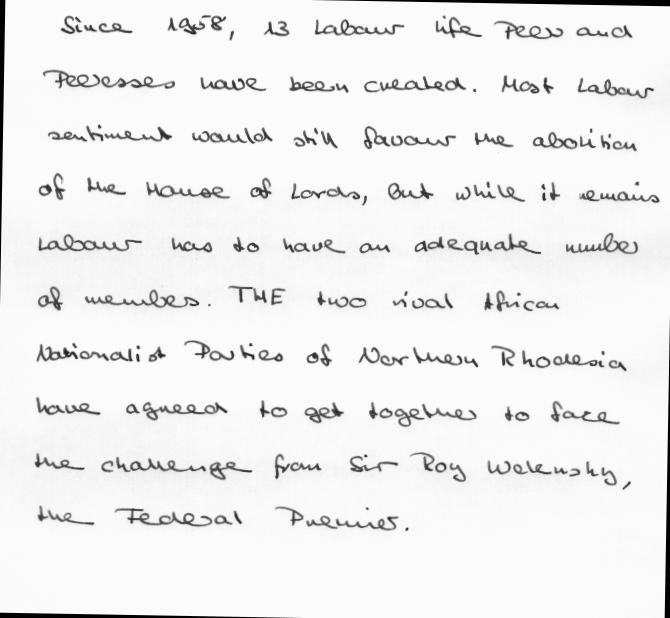 Since 1958, 13 Labour life Peers and
Peeresses have been created. Most Labour
sentiment would still favour the abolition
of the House of Lords, but while it remains
Labour has to have an adequate number
of members. THE two rival African
Nationalist Parties of Northern Rhodesia
have agreed to get together to face
the challenge from Sir Roy Welensky,
the Federal Premier.